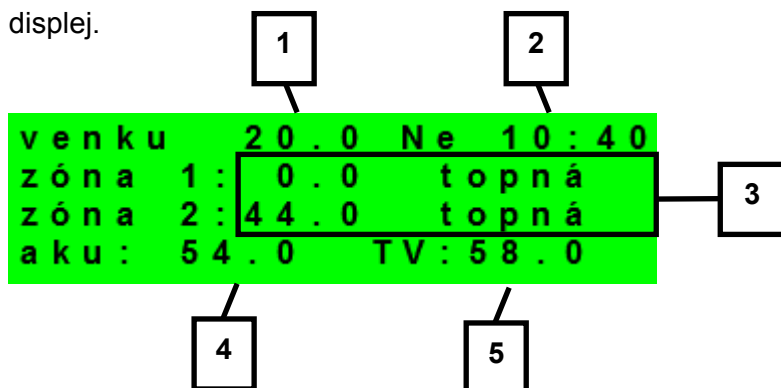 displej.
1 2
venku 20.0 Ne 10:40
zóna 1: 0.0 topná
zóna 2:44.0 topná
3
aku: 54.0 TV:58.0
4 5